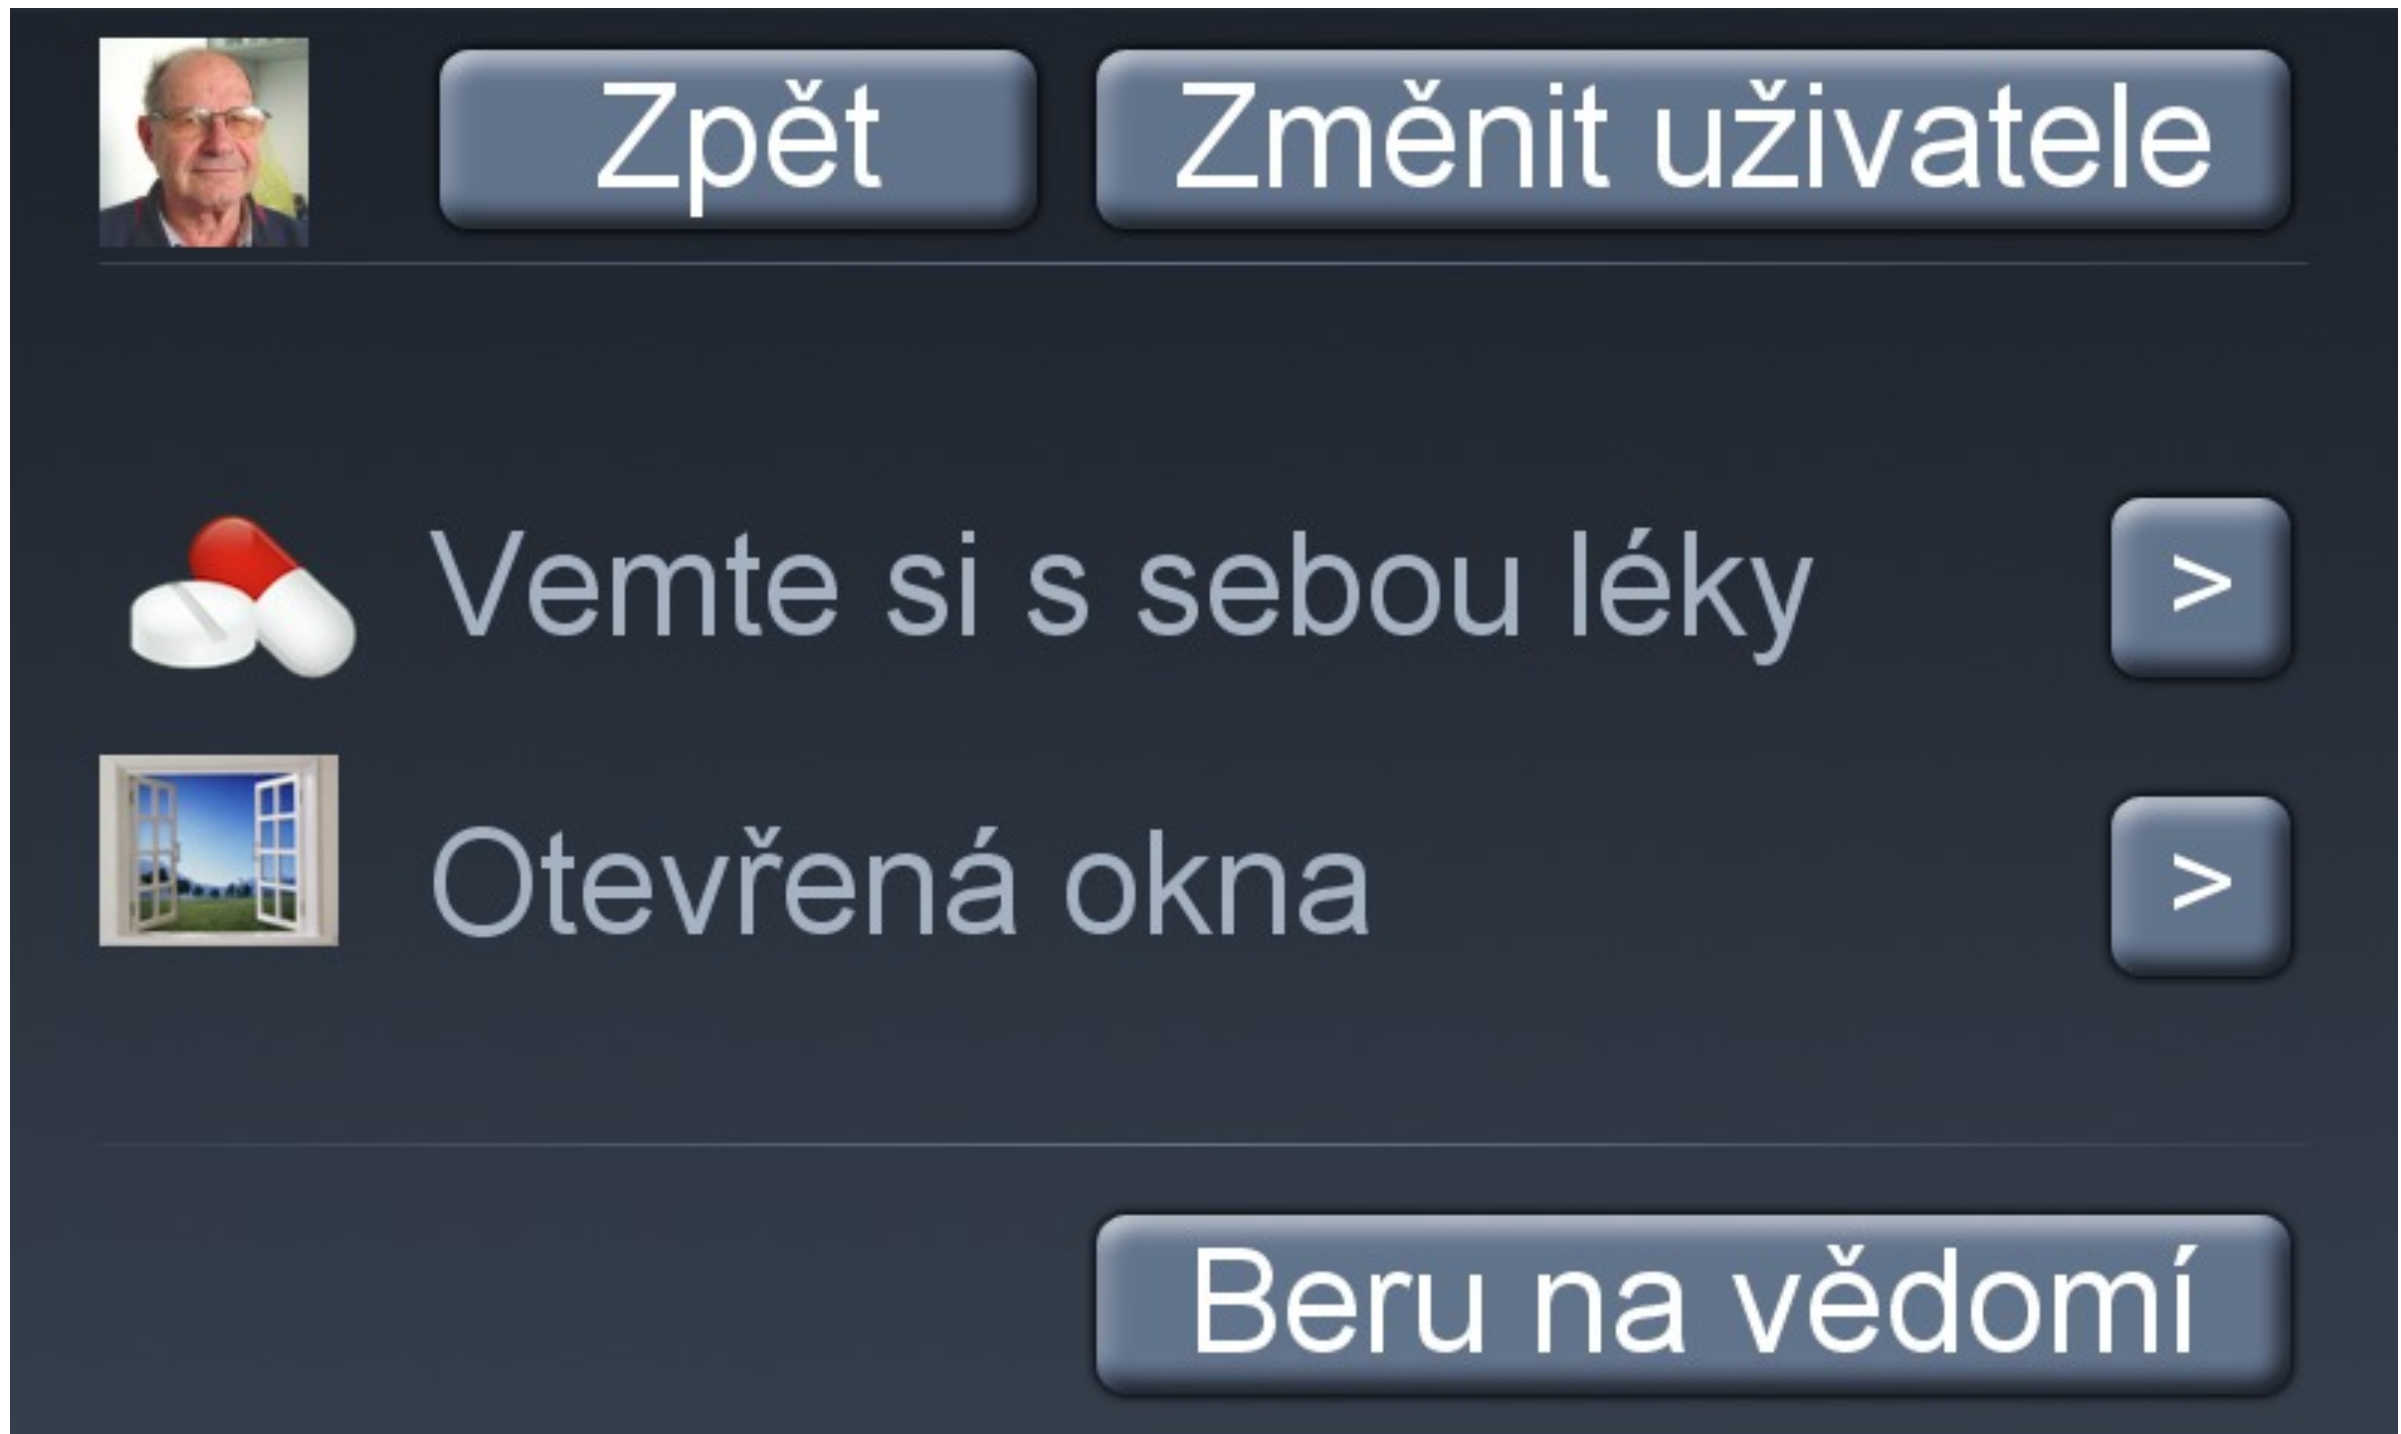 Zpět
Změnit uživatele
Vemte si s sebou léky
>
Otevřená okna
>
Beru na vědomí